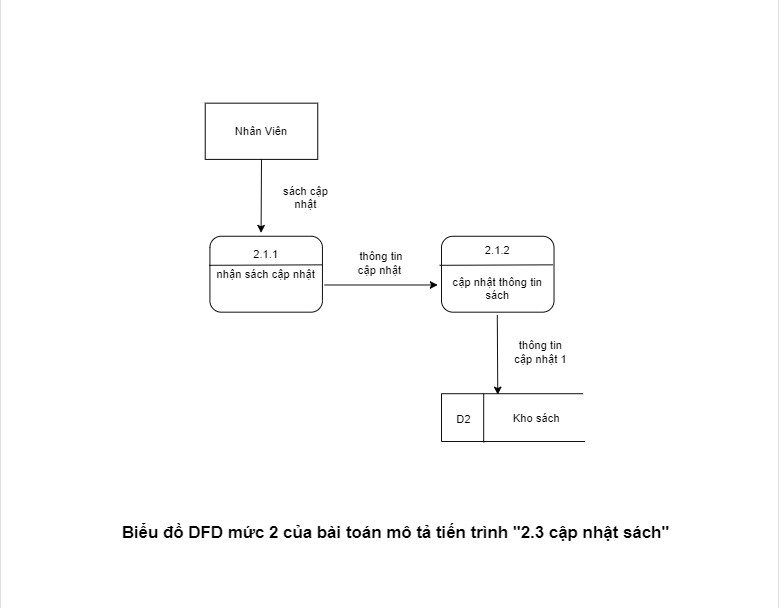 Nhân Viên
sách cập
nhật
2.1.1
nhận sách cập nhật
thông tin
cập nhật
2.1.2
cập nhật thông tin
sách
thông tin
cập nhật 1
D2
Kho sách
Biểu đồ DFD mức 2 của bài toán mô tả tiến trình "2.3 cập nhật sách"